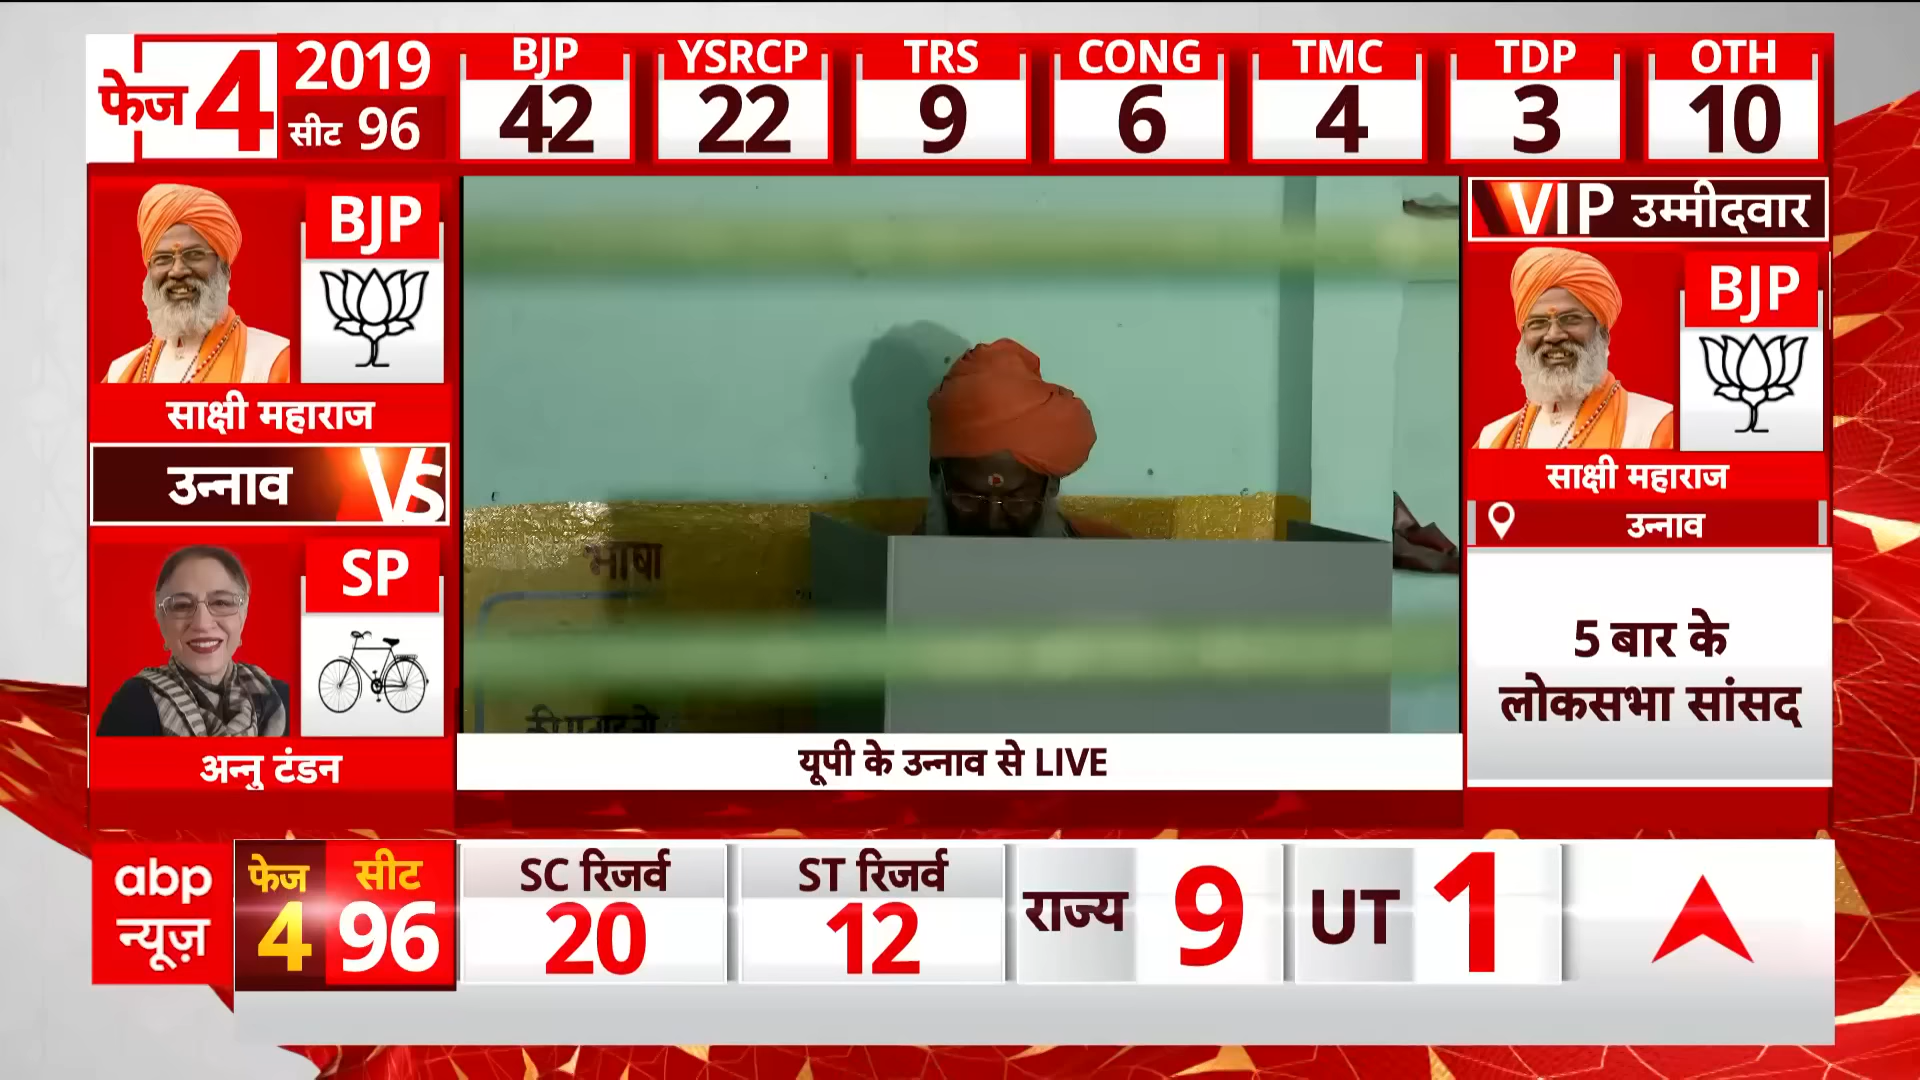 फेज 4
2019
सीट 96
BJP
42
YSRCP
22
TRS
9
CONG
6
TMC
4
TDP
3
OTH
10
BJP
साक्षी महाराज
उन्नाव
VS
SP
अन्नु टंडन
भाषा
यूपी के उन्नाव से LIVE
VIP उम्मीदवार
BJP
साक्षी महाराज
उन्नाव
5 बार के
लोकसभा सांसद
abp
न्यूज़
फेज
4
सीट
96
SC रिजर्व
20
ST रिजर्व
12
राज्य 9
UT 1